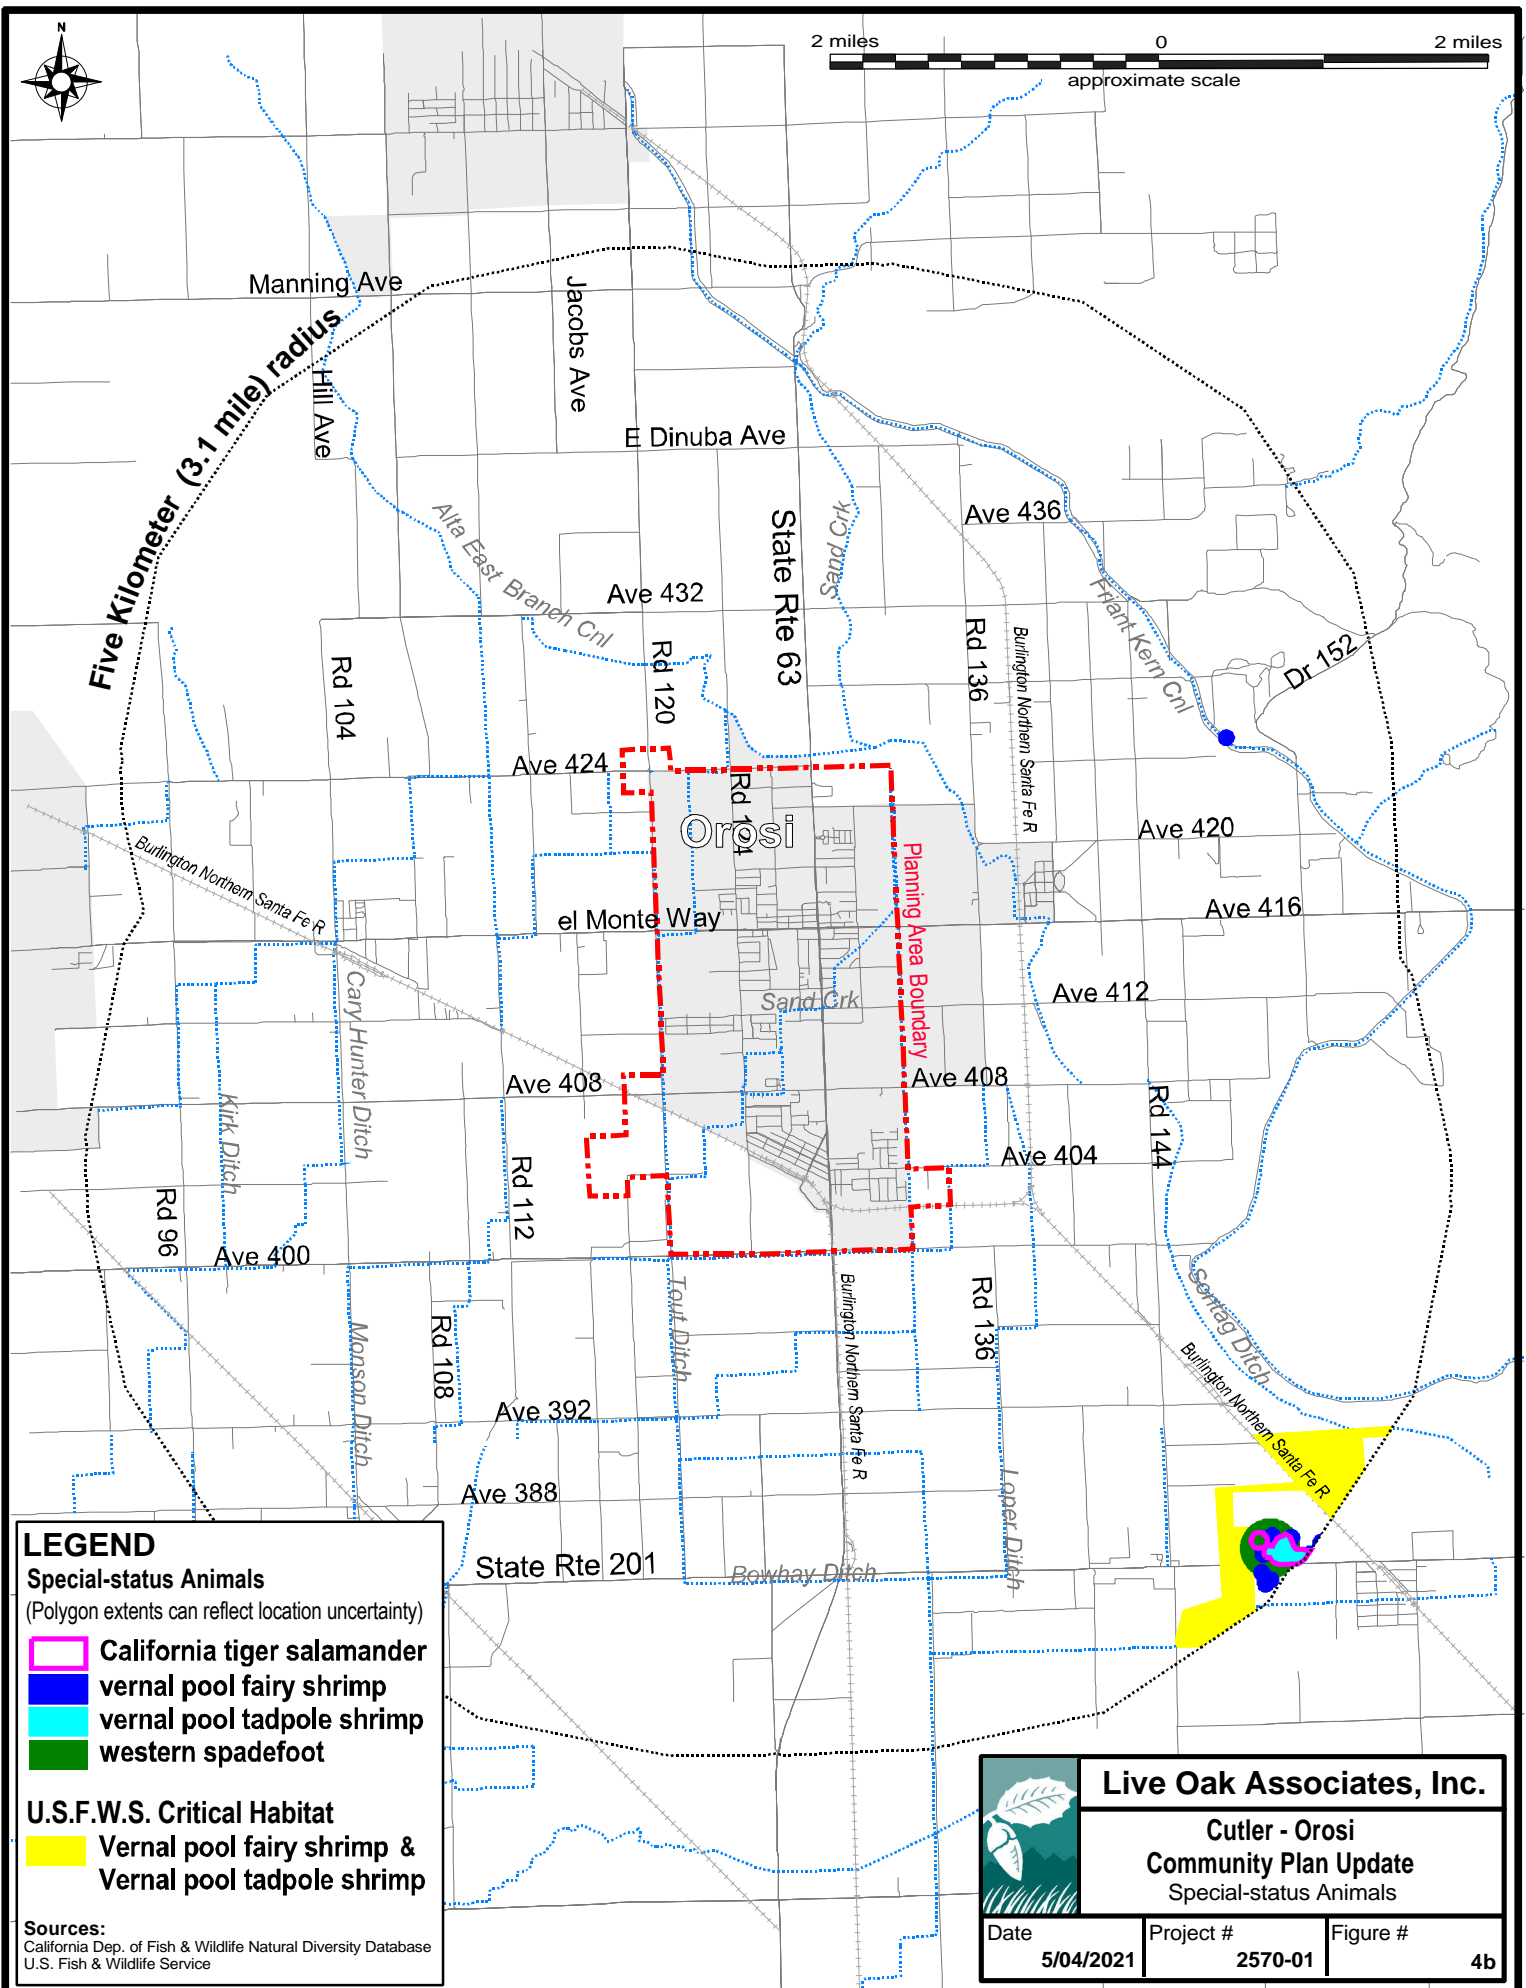 N
2 miles 0 2 miles
approximate scale
Manning Ave
Jacobs Ave
Hill Ave
Five Kilometer (3.1 mile) radius
E Dinuba Ave
State Rte 63
Sand Crk
Ave 436
Alta East Branch Cnl
Ave 432
Friant Kern Cnl
Rd 104
Rd 120
Rd 136
Burlington Northern Santa Fe R
Dr 152
Ave 424
Rd 124
Orosi
Ave 420
Planning Area Boundary
Burlington Northern Santa Fe R
el Monte Way
Ave 416
Sand Crk
Ave 412
Cary Hunter Ditch
Ave 408
Ave 408
Kirk Ditch
Rd 144
Ave 404
Rd 96
Rd 112
Ave 400
Tout Ditch
Burlington Northern Santa Fe R
Rd 136
Sontag Ditch
Monson Ditch
Rd 108
Burlington Northern Santa Fe R
Ave 392
Ave 388
Loper Ditch
State Rte 201
Bowhay Ditch
LEGEND
Special-status Animals
(Polygon extents can reflect location uncertainty)
California tiger salamander
vernal pool fairy shrimp
vernal pool tadpole shrimp
western spadefoot
U.S.F.W.S. Critical Habitat
Vernal pool fairy shrimp &
Vernal pool tadpole shrimp
Sources:
California Dep. of Fish & Wildlife Natural Diversity Database
U.S. Fish & Wildlife Service
Live Oak Associates, Inc.
Cutler - Orosi
Community Plan Update
Special-status Animals
Date
5/04/2021
Project #
2570-01
Figure #
4b